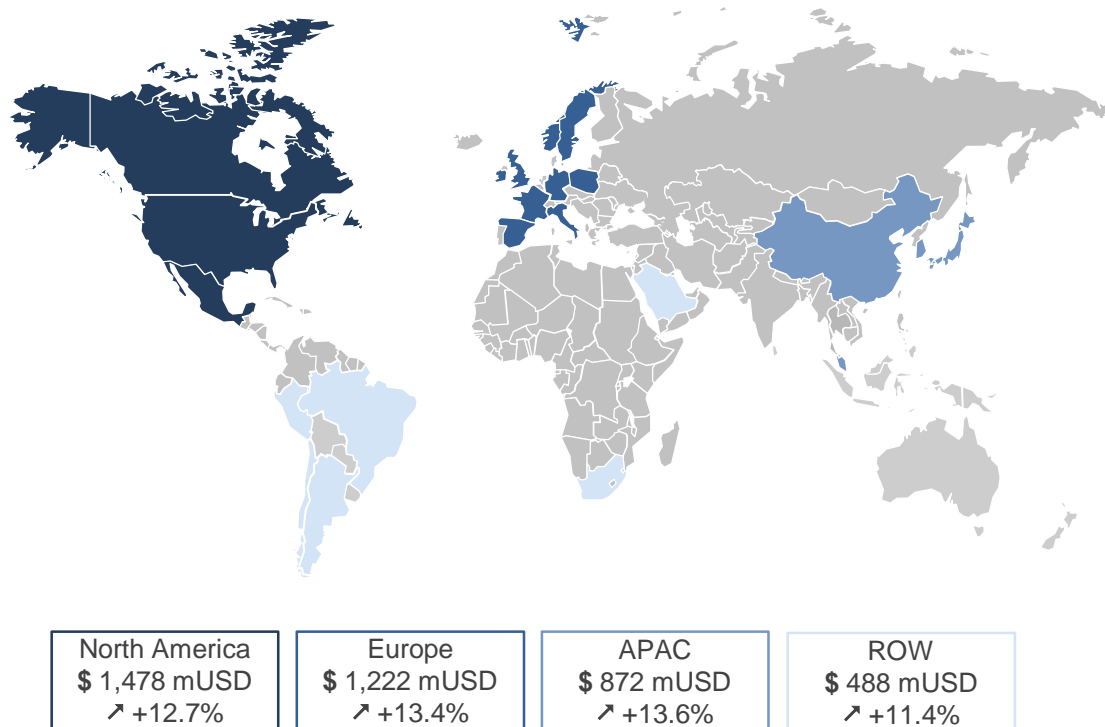 North America
$ 1,478 mUSD
↗ +12.7%
Europe
$ 1,222 mUSD
↗ +13.4%
APAC
$ 872 mUSD
↗ +13.6%
ROW
$ 488 mUSD
↗ +11.4%